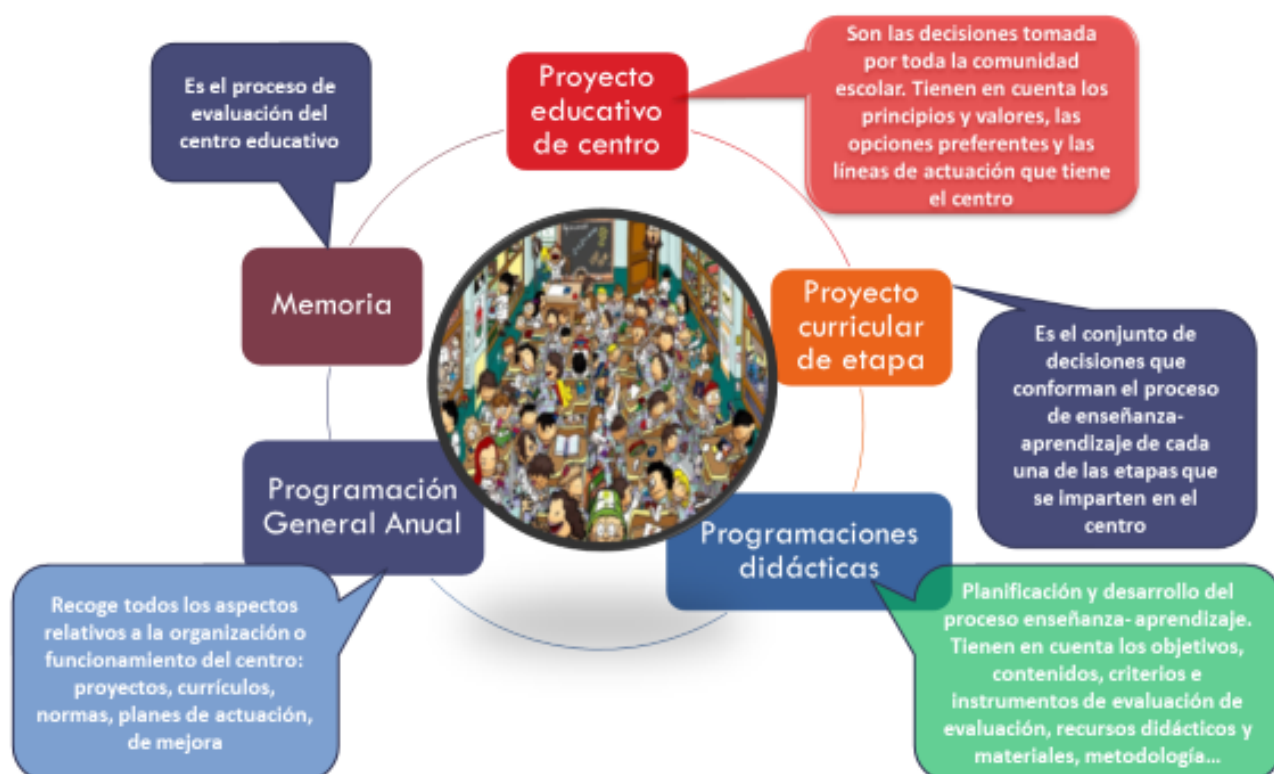 Proyecto
educativo
de centro
Son las decisiones tomada
por toda la comunidad
escolar. Tienen en cuenta los
principios y valores, las
opciones preferentes y las
líneas de actuación que tiene
el centro
Proyecto
curricular
de etapa
Es el conjunto de
decisiones que
conforman el proceso
de enseñanza-
aprendizaje de cada
una de las etapas que
se imparten en el
centro
Programaciones
didácticas
Planificación y desarrollo del
proceso enseñanza- aprendizaje.
Tienen en cuenta los objetivos,
contenidos, criterios e
instrumentos de evaluación de
evaluación, recursos didácticos y
materiales, metodología...
Programación
General Anual
Recoge todos los aspectos
relativos a la organización o
funcionamiento del centro:
proyectos, currículos,
normas, planes de actuación,
de mejora
Memoria
Es el proceso de
evaluación del
centro educativo